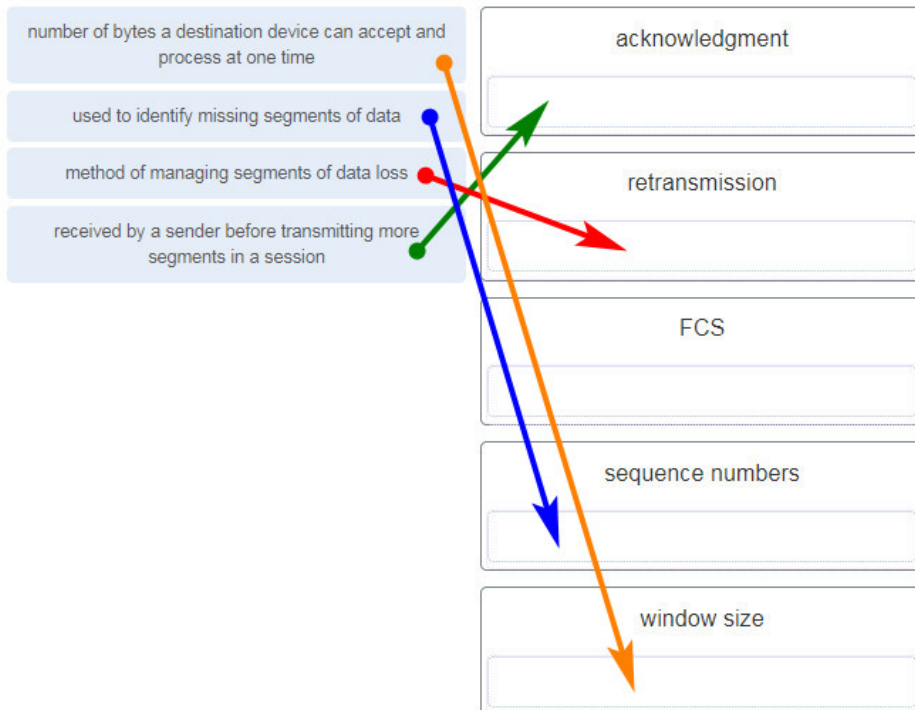 number of bytes a destination device can accept and
process at one time
used to identify missing segments of data
method of managing segments of data loss
received by a sender before transmitting more
segments in a session
acknowledgment
retransmission
FCS
sequence numbers
window size